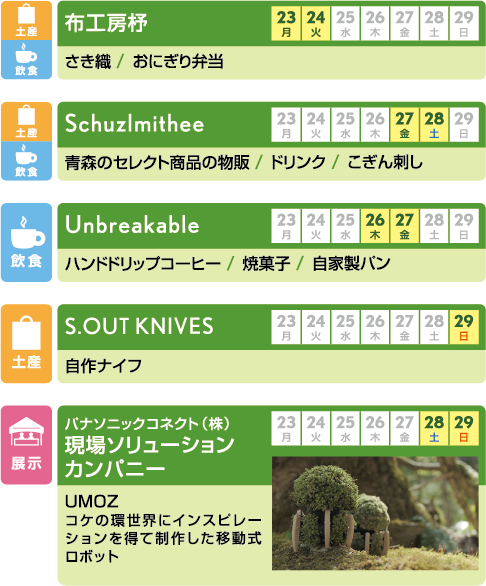 土産
飲食
布工房杼
23 24 25 26 27 28 29
月 火 水 木 金 土 日
さき織 / おにぎり弁当
土産
飲食
Schuzlmithee
23 24 25 26 27 28 29
月 火 水 木 金 土 日
青森のセレクト商品の物販 / ドリンク / こぎん刺し
飲食
Unbreakable
23 24 25 26 27 28 29
月 火 水 木 金 土 日
ハンドドリップコーヒー / 焼菓子 / 自家製パン
土産
S.OUT KNIVES
23 24 25 26 27 28 29
月 火 水 木 金 土 日
自作ナイフ
展示
パナソニックコネクト（株）
現場ソリューション
カンパニー
23 24 25 26 27 28 29
月 火 水 木 金 土 日
UMOZ
コケの環世界にインスピレー
ションを得て制作した移動式
ロボット